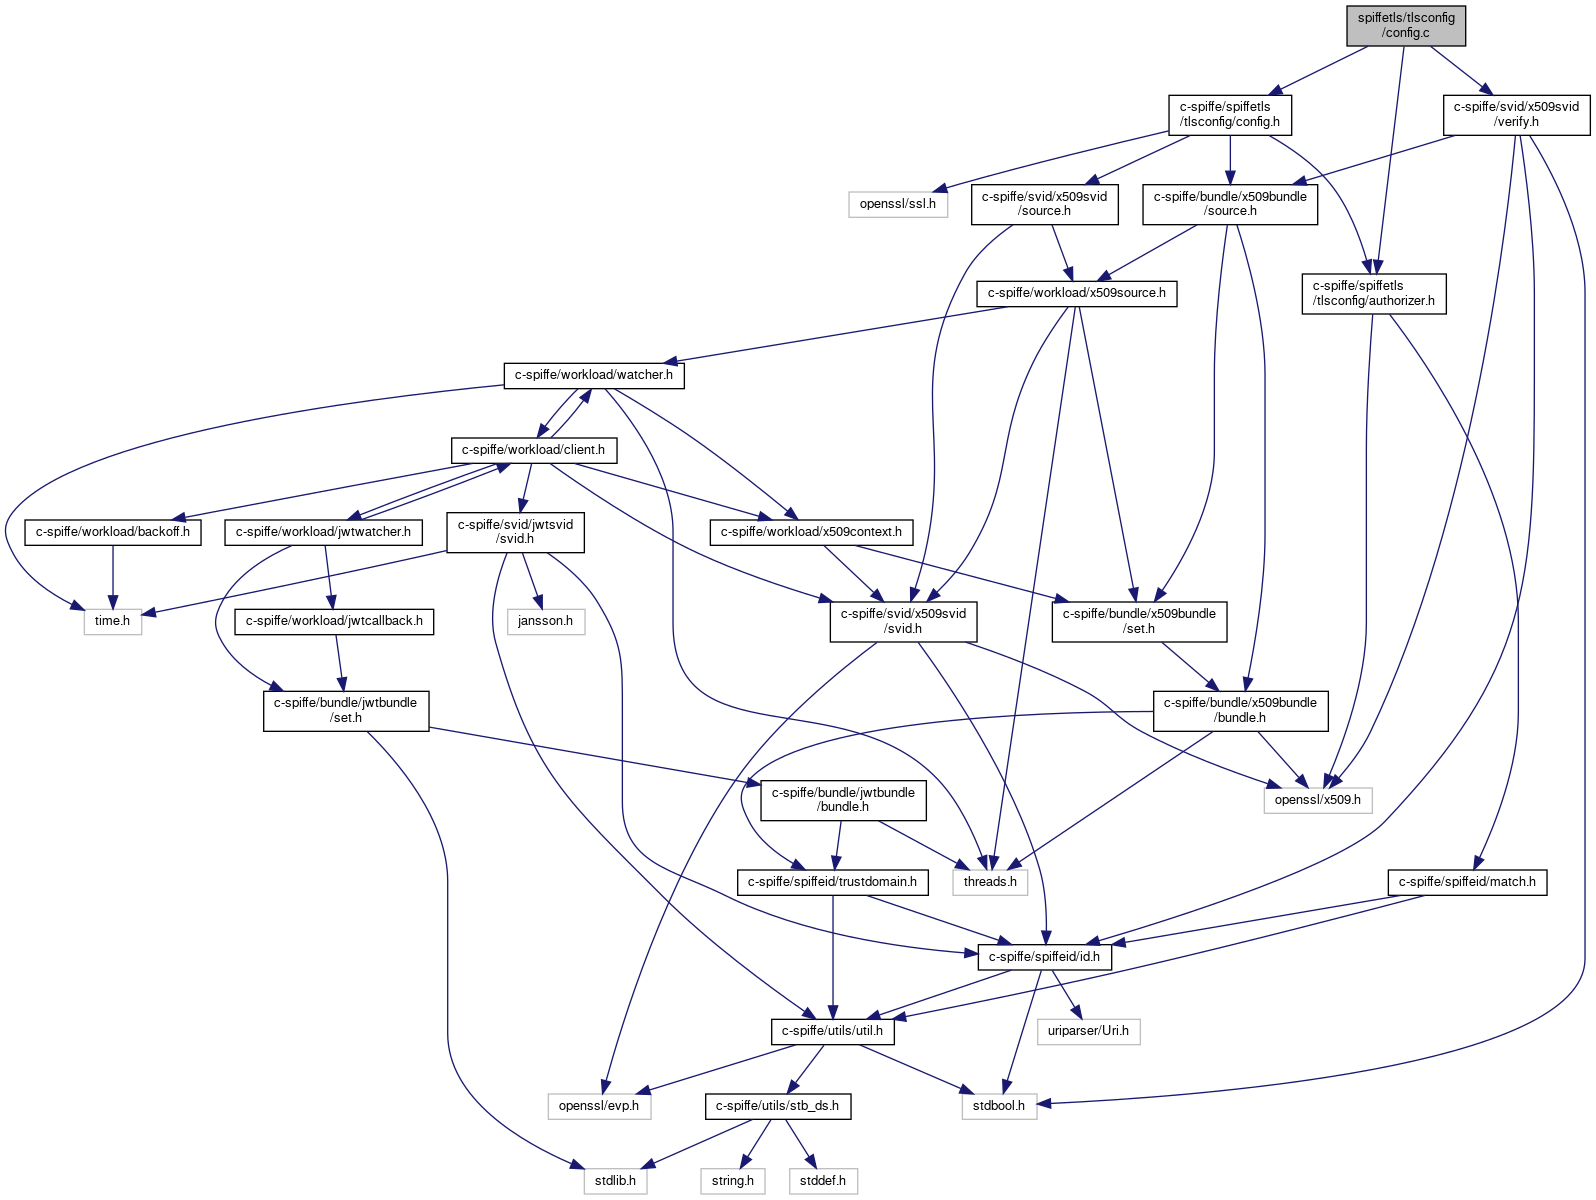 spiffetls/tlsconfig
/config.c
c-spiffe/spiffetls
/tlsconfig/config.h
c-spiffe/svid/x509svid
/verify.h
openssl/ssl.h
c-spiffe/svid/x509svid
/source.h
c-spiffe/bundle/x509bundle
/source.h
c-spiffe/workload/x509source.h
c-spiffe/spiffetls
/tlsconfig/authorizer.h
c-spiffe/workload/watcher.h
c-spiffe/workload/client.h
c-spiffe/workload/backoff.h
c-spiffe/workload/jwtwatcher.h
c-spiffe/svid/jwtsvid
/svid.h
c-spiffe/workload/x509context.h
time.h
c-spiffe/workload/jwtcallback.h
jansson.h
c-spiffe/svid/x509svid
/svid.h
c-spiffe/bundle/x509bundle
/set.h
c-spiffe/bundle/jwtbundle
/set.h
c-spiffe/bundle/x509bundle
/bundle.h
c-spiffe/bundle/jwtbundle
/bundle.h
openssl/x509.h
c-spiffe/spiffeid/trustdomain.h
threads.h
c-spiffe/spiffeid/match.h
c-spiffe/spiffeid/id.h
c-spiffe/utils/util.h
uriparser/Uri.h
openssl/evp.h
c-spiffe/utils/stb_ds.h
stdbool.h
stdlib.h
string.h
stddef.h